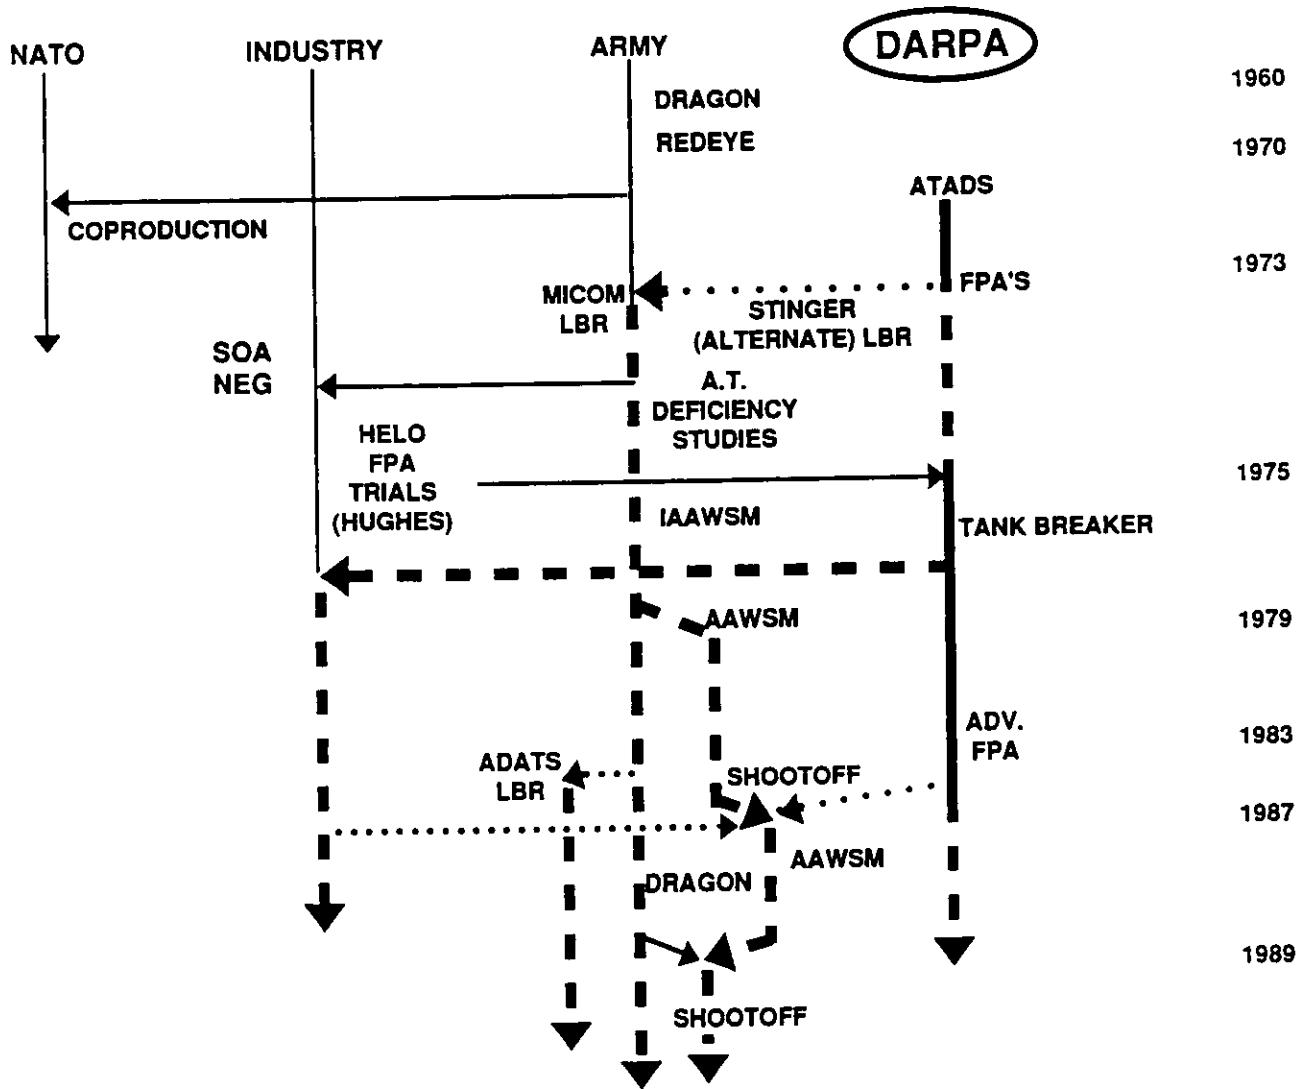 NATO
INDUSTRY
ARMY
DARPA
1960
DRAGON
REDEYE
1970
ATADS
COPRODUCTION
1973
FPA'S
MICOM
LBR
STINGER
(ALTERNATE) LBR
SOA
NEG
A.T.
DEFICIENCY
STUDIES
HELO
FPA
TRIALS
(HUGHES)
1975
IAAWSM
TANK BREAKER
AAWSM
1979
ADV.
FPA
1983
ADATS
LBR
SHOOTOFF
1987
AAWSM
DRAGON
1989
SHOOTOFF